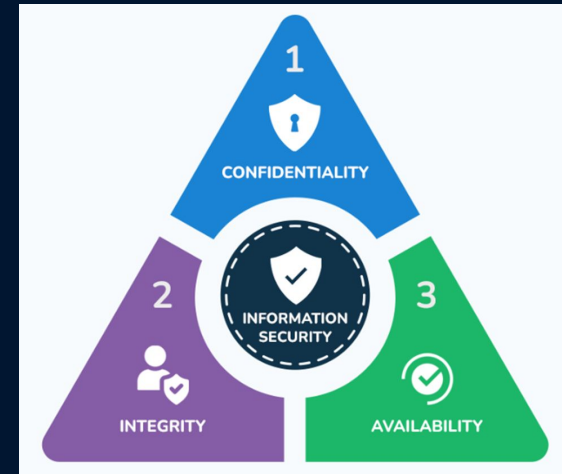 1
CONFIDENTIALITY
INFORMATION
SECURITY
2
INTEGRITY
3
AVAILABILITY